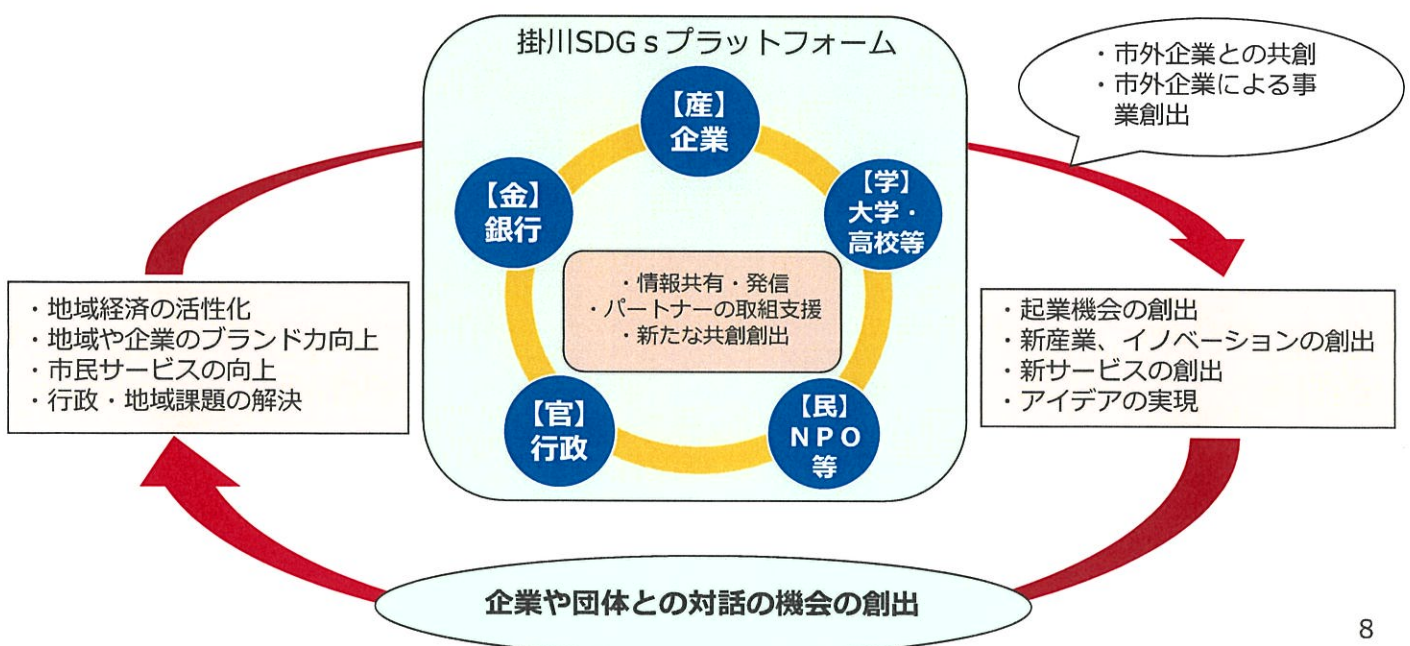 掛川SDGｓプラットフォーム
【産】
企業
【学】
大学・
高校等
【民】
ＮＰＯ
等
【官】
行政
【金】
銀行
・情報共有・発信
・パートナーの取組支援
・新たな共創創出
・市外企業との共創
・市外企業による事
業創出
・起業機会の創出
・新産業、イノベーションの創出
・新サービスの創出
・アイデアの実現
企業や団体との対話の機会の創出
・地域経済の活性化
・地域や企業のブランド力向上
・市民サービスの向上
・行政・地域課題の解決
8